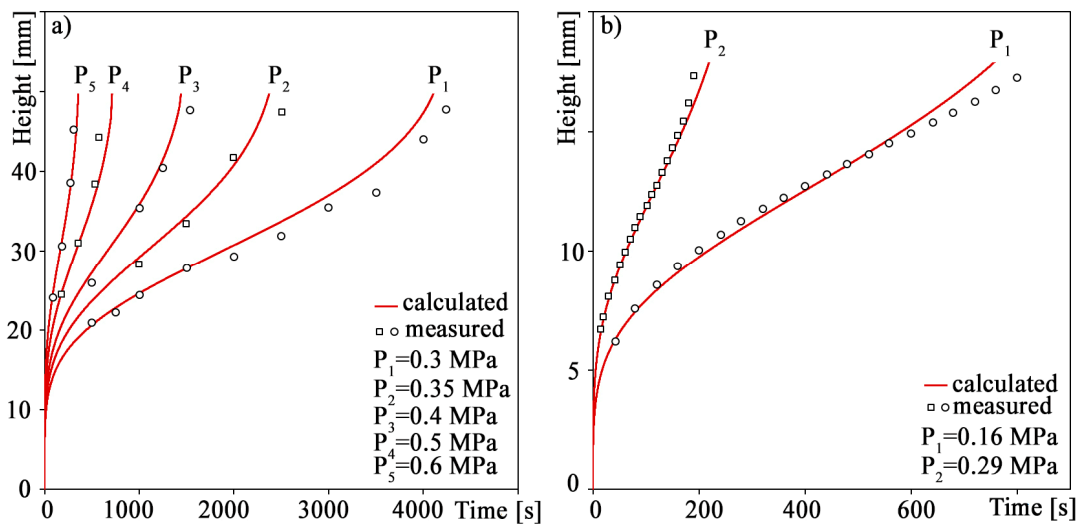 a)
Height [mm]
P5 P4 P3 P2 P1
40
30
20
10
0
calculated
measured
P1=0.3 MPa
P2=0.35 MPa
P3=0.4 MPa
P4=0.5 MPa
P5=0.6 MPa
0 1000 2000 3000 4000 Time [s]
b)
Height [mm]
P2 P1
10
5
0
calculated
measured
P1=0.16 MPa
P2=0.29 MPa
0 200 400 600 Time [s]